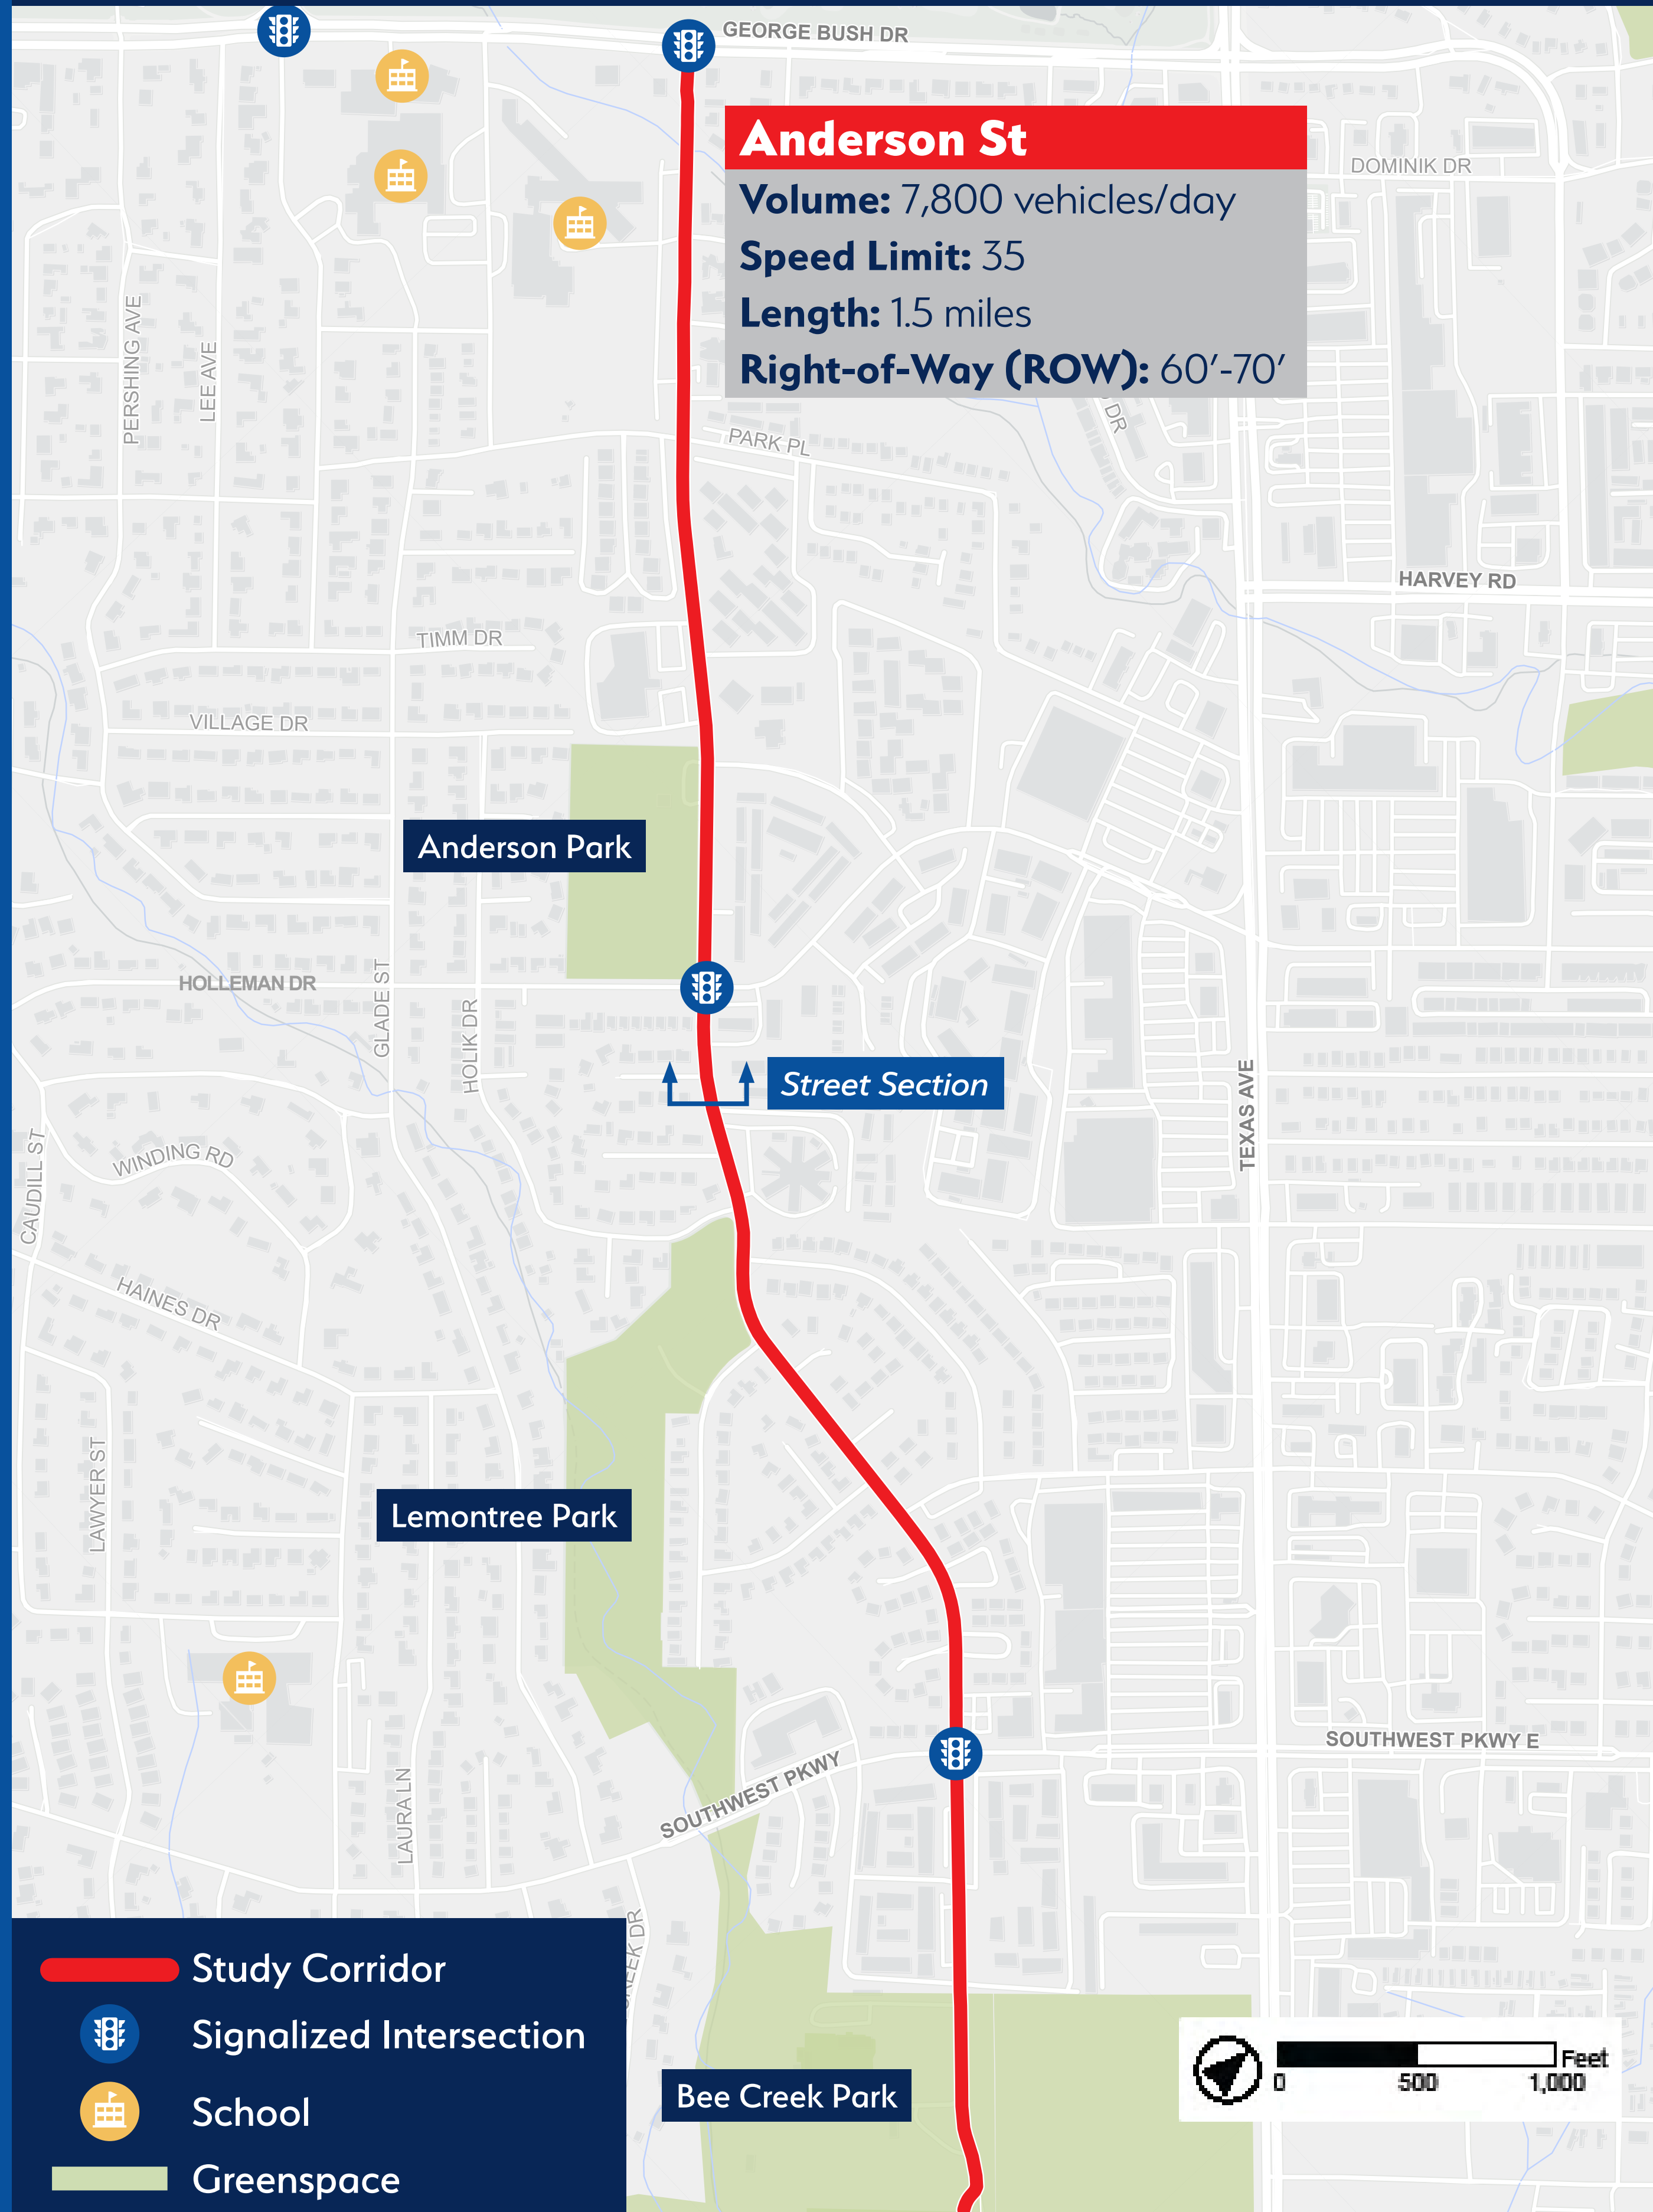 GEORGE BUSH DR
Anderson St
Volume: 7,800 vehicles/day
Speed Limit: 35
Length: 1.5 miles
Right-of-Way (ROW): 60’-70’
DOMINIK DR
PERSHING AVE
LEE AVE
DR
PARK PL
HARVEY RD
TIMM DR
VILLAGE DR
Anderson Park
HOLLEMAN DR
GLADE ST
HOLIK DR
Street Section
TEXAS AVE
CAUDILL ST
WINDING RD
HAINES DR
LAWYER ST
Lemontree Park
SOUTHWEST PKWY
SOUTHWEST PKWY E
LAURA LN
DR
Bee Creek Park
Study Corridor
Signalized Intersection
School
Greenspace
Feet
0 500 1,000